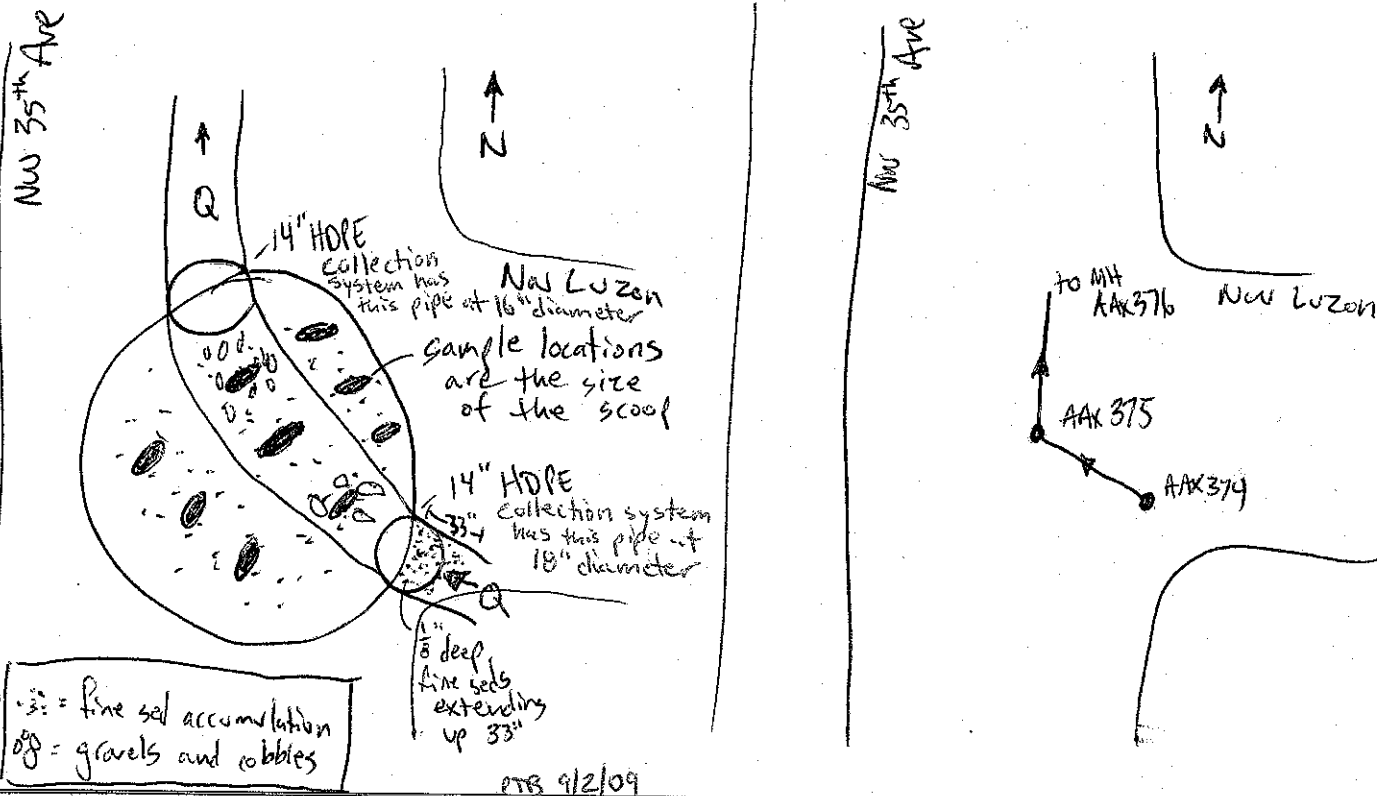 NW 35th Ave
N
Q
14" HDPE
collection
system has
this pipe at 16" diameter
NW Luzon
sample locations
are the size
of the scoop
14" HDPE
33"
collection system
has this pipe at
18" diameter
Q
1/8" deep
fine seds
extending
up 33"
= fine sed accumulation
= gravels and cobbles
PTB 9/2/09
NW 35th Ave
N
to MH
AAX376
NW Luzon
AAX375
AAX374